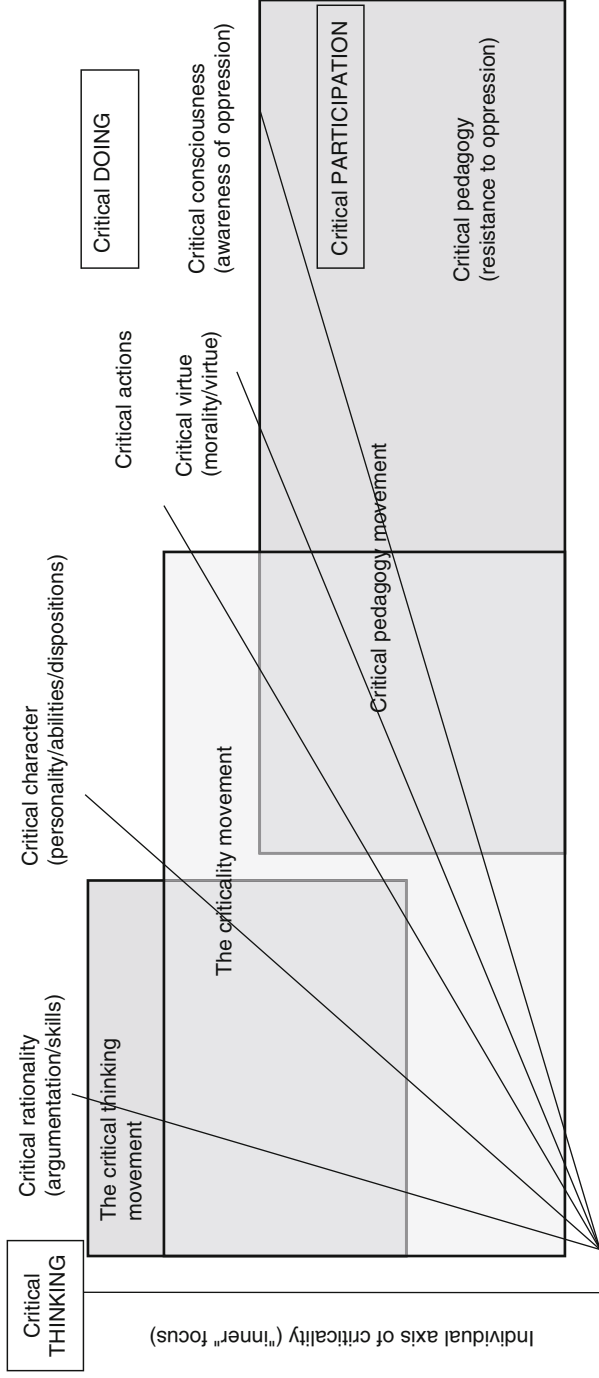 Critical
THINKING
Critical rationality
(argumentation/skills)
Critical character
(personality/abilities/dispositions)
Critical actions
Critical virtue
(morality/virtue)
Critical DOING
Critical consciousness
(awareness of oppression)
The critical thinking
movement
The criticality movement
Critical pedagogy movement
Critical PARTICIPATION
Critical pedagogy
(resistance to oppression)
Individual axis of criticality ("inner" focus)